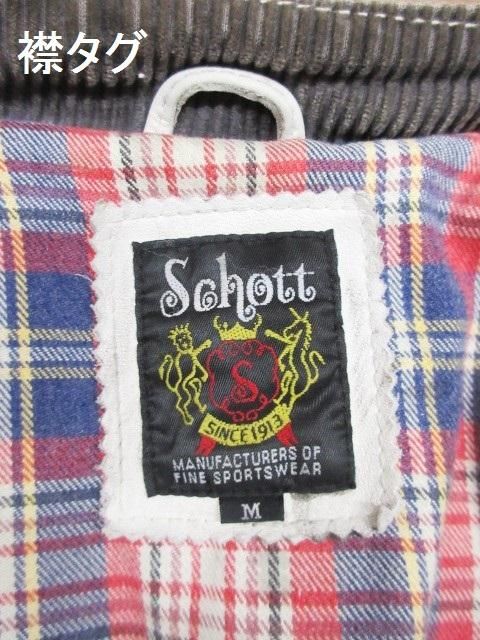 襟タグ
Schott
S
SINCE 1913
MANUFACTURERS OF
FINE SPORTSWEAR
M